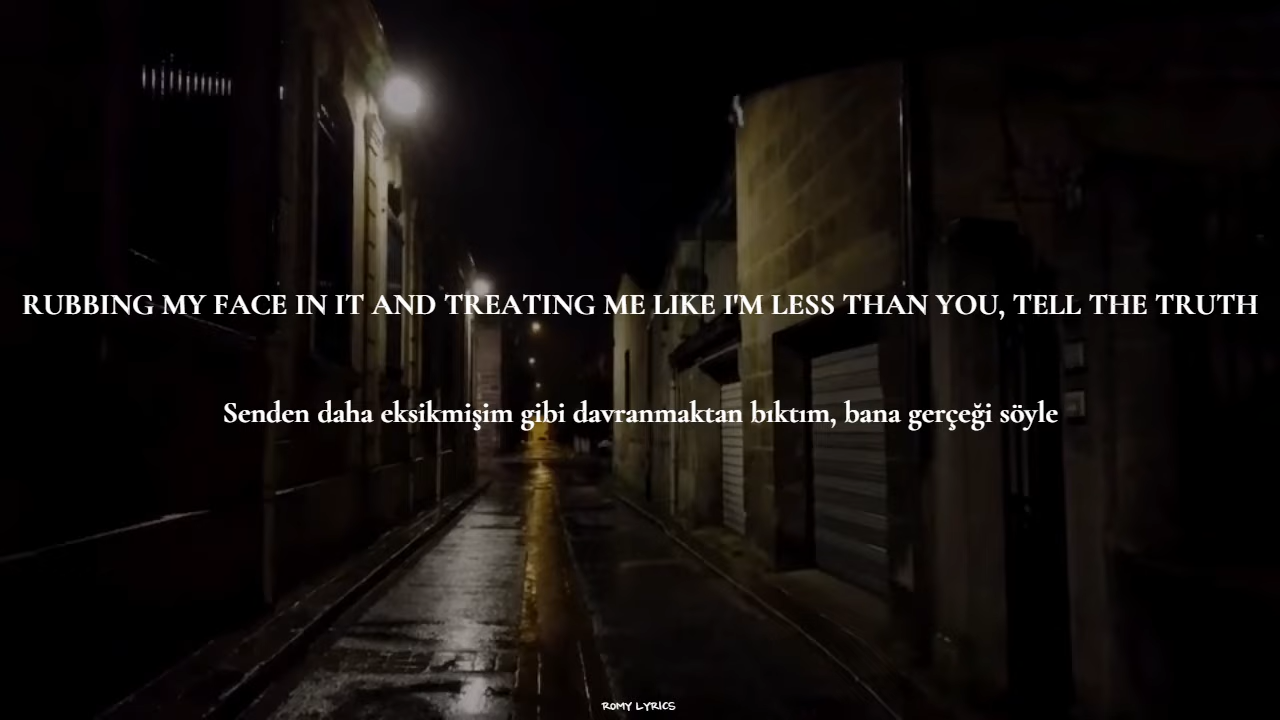 RUBBING MY FACE IN IT AND TREATING ME LIKE I'M LESS THAN YOU, TELL THE TRUTH
Senden daha eksikmişim gibi davranmaktan bıktım, bana gerçeği söyle
ROMY LYRICS